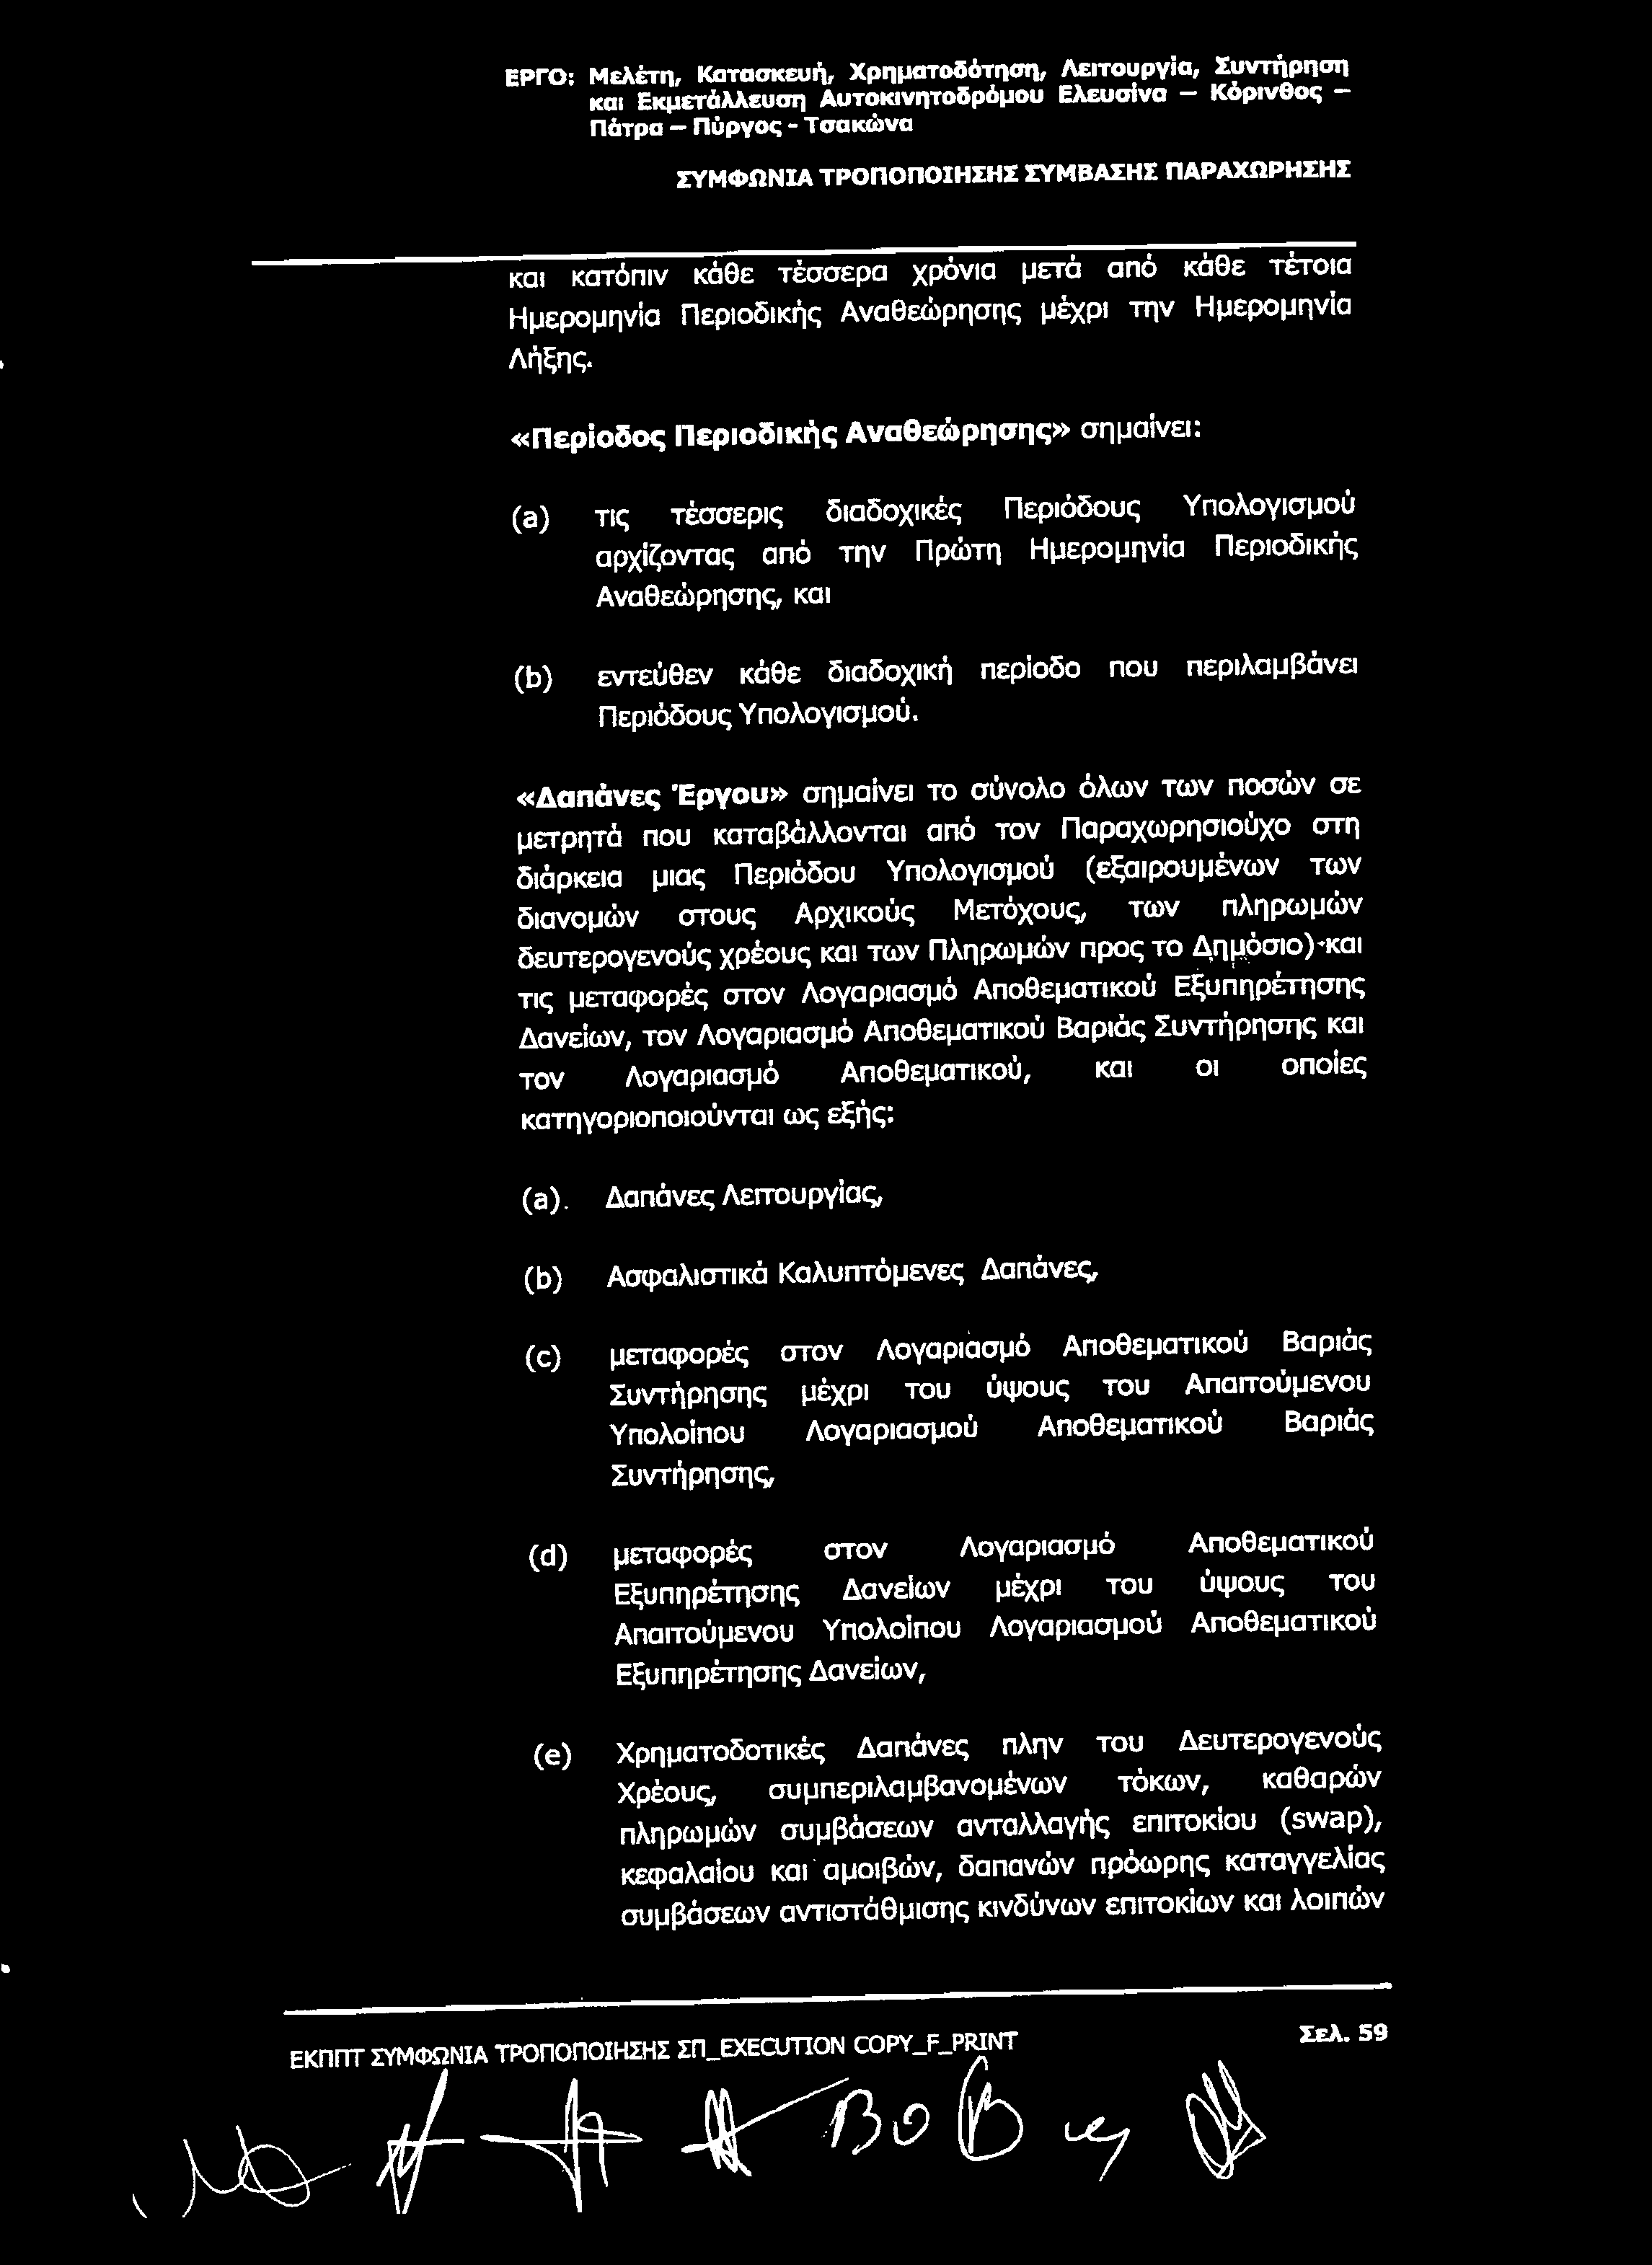 ΕΡΓΟ: Μελέτη, Κατασκευή, Χρηματοδότηση, Λειτουργία, Συντήρηση
και Εκμετάλλευση Αυτοκινητοδρόμου Ελευσίνα – Κόρινθος –
Πάτρα – Πύργος - Τσακώνα
ΣΥΜΦΩΝΙΑ ΤΡΟΠΟΠΟΙΗΣΗΣ ΣΥΜΒΑΣΗΣ ΠΑΡΑΧΩΡΗΣΗΣ
και κατόπιν κάθε τέσσερα χρόνια μετά από κάθε τέτοια
Ημερομηνία Περιοδικής Αναθεώρησης μέχρι την Ημερομηνία
Λήξης.
«Περίοδος Περιοδικής Αναθεώρησης» σημαίνει:
(a) τις τέσσερις διαδοχικές Περιόδους Υπολογισμού
αρχίζοντας από την Πρώτη Ημερομηνία Περιοδικής
Αναθεώρησης, και
(b) εντεύθεν κάθε διαδοχική περίοδο που περιλαμβάνει
Περιόδους Υπολογισμού.
«Δαπάνες Έργου» σημαίνει το σύνολο όλων των ποσών σε
μετρητά που καταβάλλονται από τον Παραχωρησιούχο στη
διάρκεια μιας Περιόδου Υπολογισμού (εξαιρουμένων των
διανομών στους Αρχικούς Μετόχους, των πληρωμών
δευτερογενούς χρέους και των Πληρωμών προς το Δημόσιο) και
τις μεταφορές στον Λογαριασμό Αποθεματικού Εξυπηρέτησης
Δανείων, τον Λογαριασμό Αποθεματικού Βαριάς Συντήρησης και
τον Λογαριασμό Αποθεματικού, και οι οποίες
κατηγοριοποιούνται ως εξής:
(a). Δαπάνες Λειτουργίας,
(b) Ασφαλιστικά Καλυπτόμενες Δαπάνες,
(c) μεταφορές στον Λογαριασμό Αποθεματικού Βαριάς
Συντήρησης μέχρι του ύψους του Απαιτούμενου
Υπολοίπου Λογαριασμού Αποθεματικού Βαριάς
Συντήρησης,
(d) μεταφορές στον Λογαριασμό Αποθεματικού
Εξυπηρέτησης Δανείων μέχρι του ύψους του
Απαιτούμενου Υπολοίπου Λογαριασμού Αποθεματικού
Εξυπηρέτησης Δανείων,
(e) Χρηματοδοτικές Δαπάνες πλην του Δευτερογενούς
Χρέους, συμπεριλαμβανομένων τόκων, καθαρών
πληρωμών συμβάσεων ανταλλαγής επιτοκίου (swap),
κεφαλαίου και αμοιβών, δαπανών πρόωρης καταγγελίας
συμβάσεων αντιστάθμισης κινδύνων επιτοκίων και λοιπών
ΕΚΠΠΤ ΣΥΜΦΩΝΙΑ ΤΡΟΠΟΠΟΙΗΣΗΣ ΣΠ_EXECUTION COPY_F_PRINT Σελ. 59